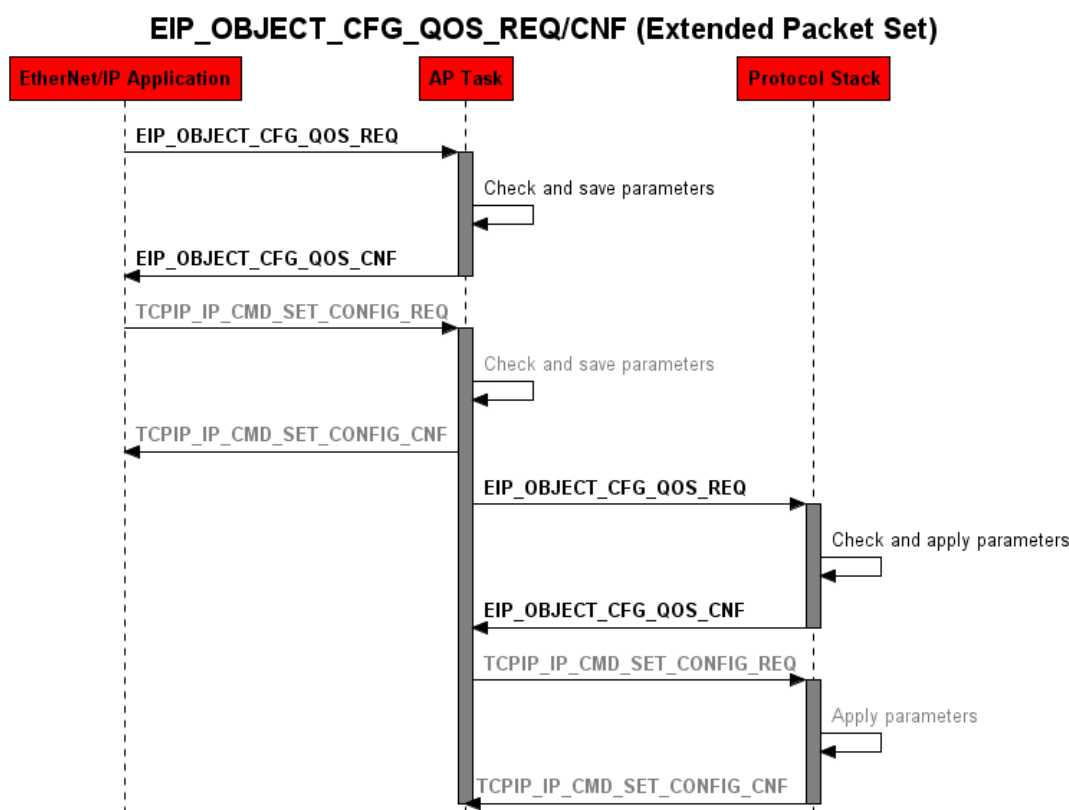 EIP_OBJECT_CFG_QOS_REQ/CNF (Extended Packet Set)
EtherNet/IP Application
AP Task
Protocol Stack
EIP_OBJECT_CFG_QOS_REQ
Check and save parameters
EIP_OBJECT_CFG_QOS_CNF
TCPIP_IP_CMD_SET_CONFIG_REQ
Check and save parameters
TCPIP_IP_CMD_SET_CONFIG_CNF
EIP_OBJECT_CFG_QOS_REQ
Check and apply parameters
EIP_OBJECT_CFG_QOS_CNF
TCPIP_IP_CMD_SET_CONFIG_REQ
Apply parameters
TCPIP_IP_CMD_SET_CONFIG_CNF